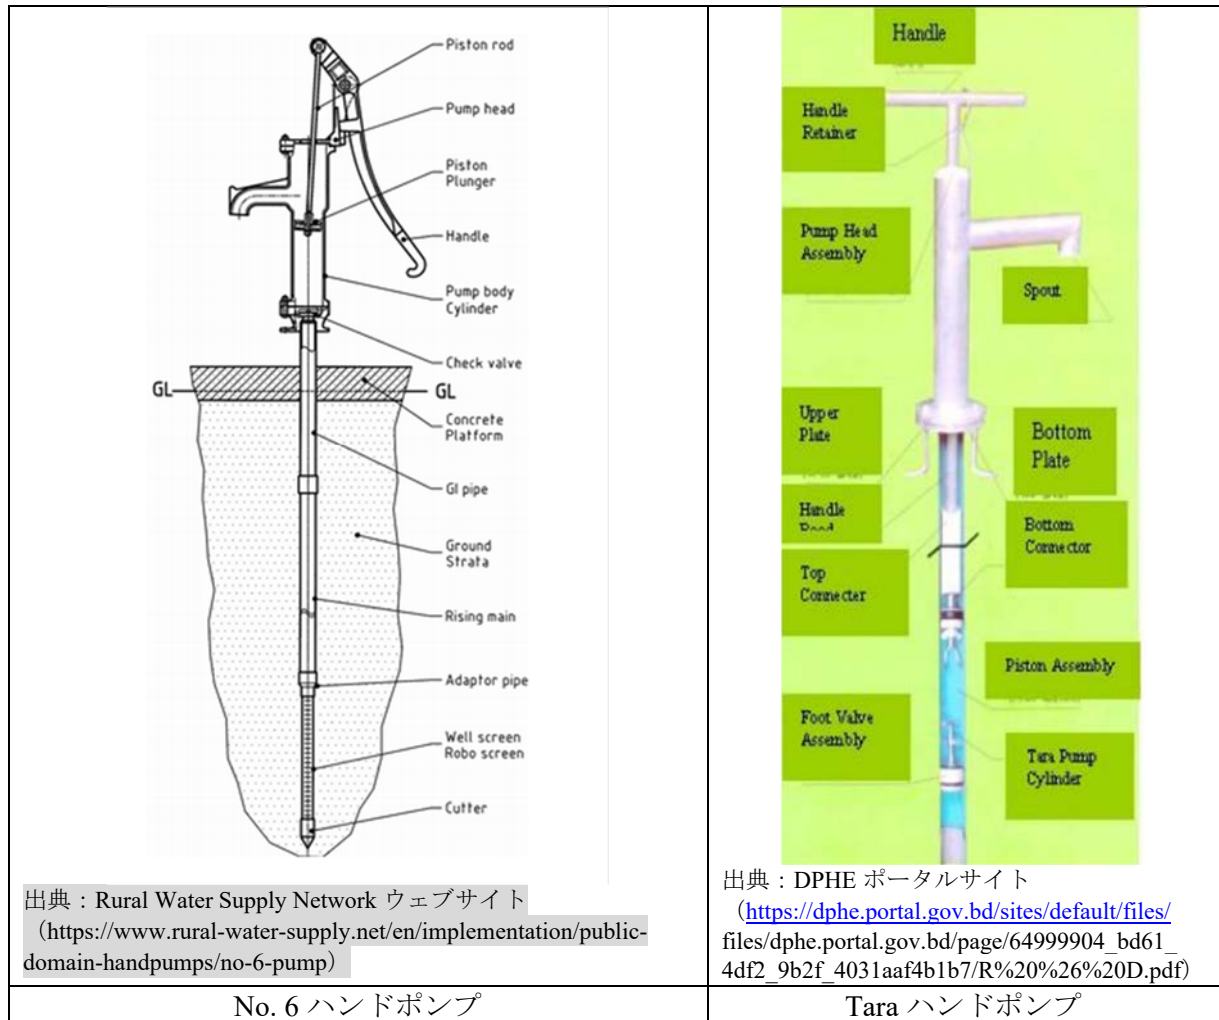 Piston rod
Pump head
Piston
Plunger
Handle
Pump body
Cylinder
Check valve
GL
GL
Concrete
Platform
GI pipe
Ground
Strata
Rising main
Adaptor pipe
Well screen
Robo screen
Cutter
出典：Rural Water Supply Network ウェブサイト
（https://www.rural-water-supply.net/en/implementation/public-
domain-handpumps/no-6-pump）
No. 6 ハンドポンプ
Handle
Handle
Retainer
Pump Head
Assembly
Spout
Upper
Plate
Bottom
Plate
Handle
Bottom
Connector
Top
Connecter
Piston Assembly
Foot Valve
Assembly
Tara Pump
Cylinder
出典：DPHE ポータルサイト
（https://dphe.portal.gov.bd/sites/default/files/
files/dphe.portal.gov.bd/page/64999904_bd61_
4df2_9b2f_4031aaf4b1b7/R%20%26%20D.pdf）
Tara ハンドポンプ